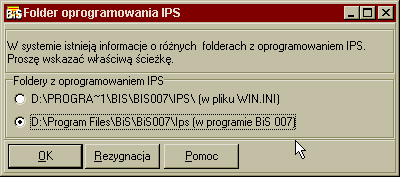 BiS Folder oprogramowania IPS
W systemie istnieją informacje o różnych folderach z oprogramowaniem IPS.
Proszę wskazać właściwą ścieżkę.
Foldery z oprogramowaniem IPS
D:\PROGRA~1\BIS\BIS007\IPS\ (w pliku WIN.INI)
D:\Program Files\BiS\BiS007\Ips (w programie BiS 007)
OK Rezygnacja Pomoc